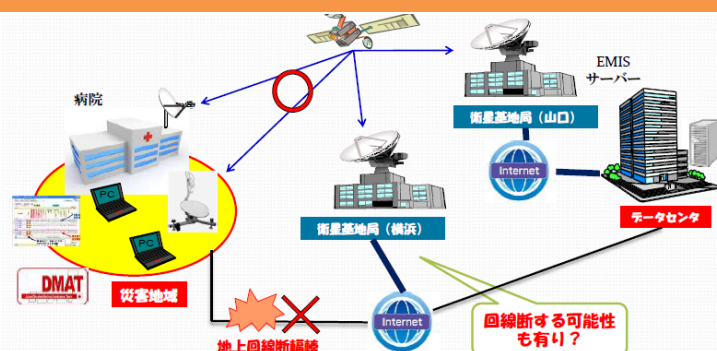 EMIS
サーバー
病院
衛星基地局（山口）
Internet
PC
PC
衛星基地局（横浜）
データセンタ
DMAT
災害地域
Internet
回線断する可能性
も有り？
地上回線断輻輳